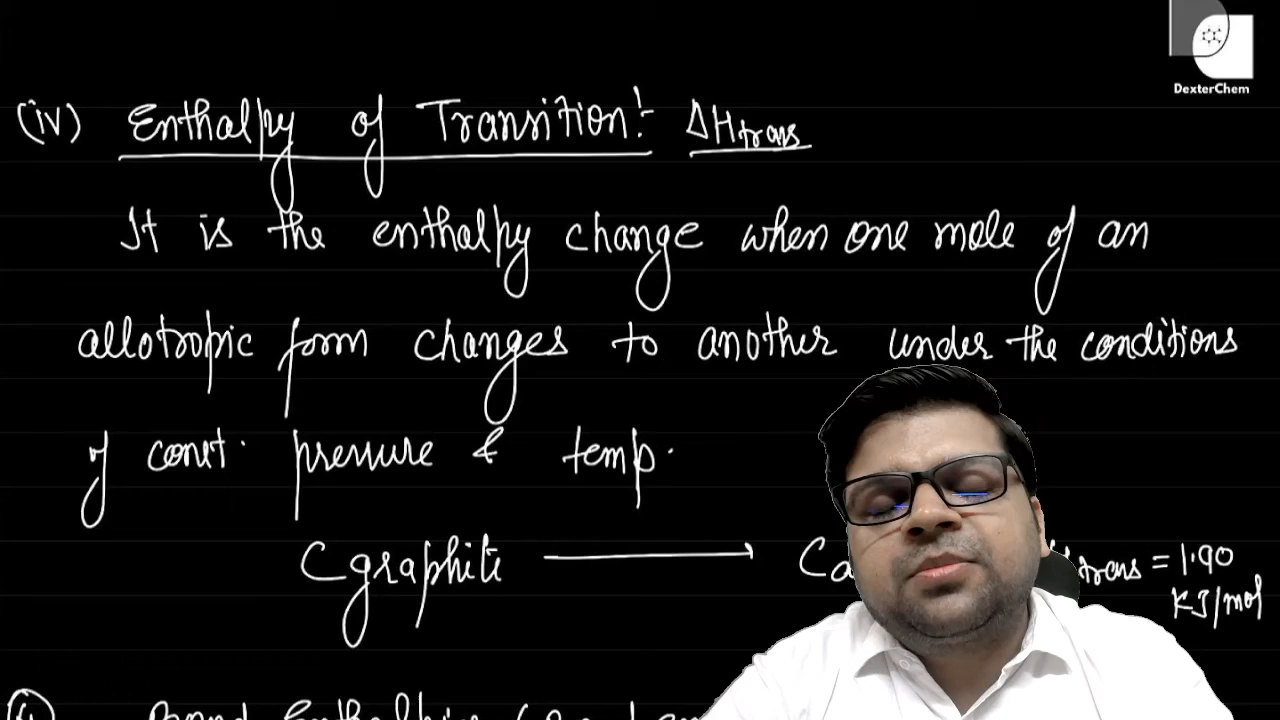 DexterChem
(iv) Enthalpy of Transition:- ΔHtrans
It is the enthalpy change when one mole of an
allotropic form changes to another under the conditions
of const. pressure & temp.
Cgraphite → trans = 1.90
KJ/mol
Bond